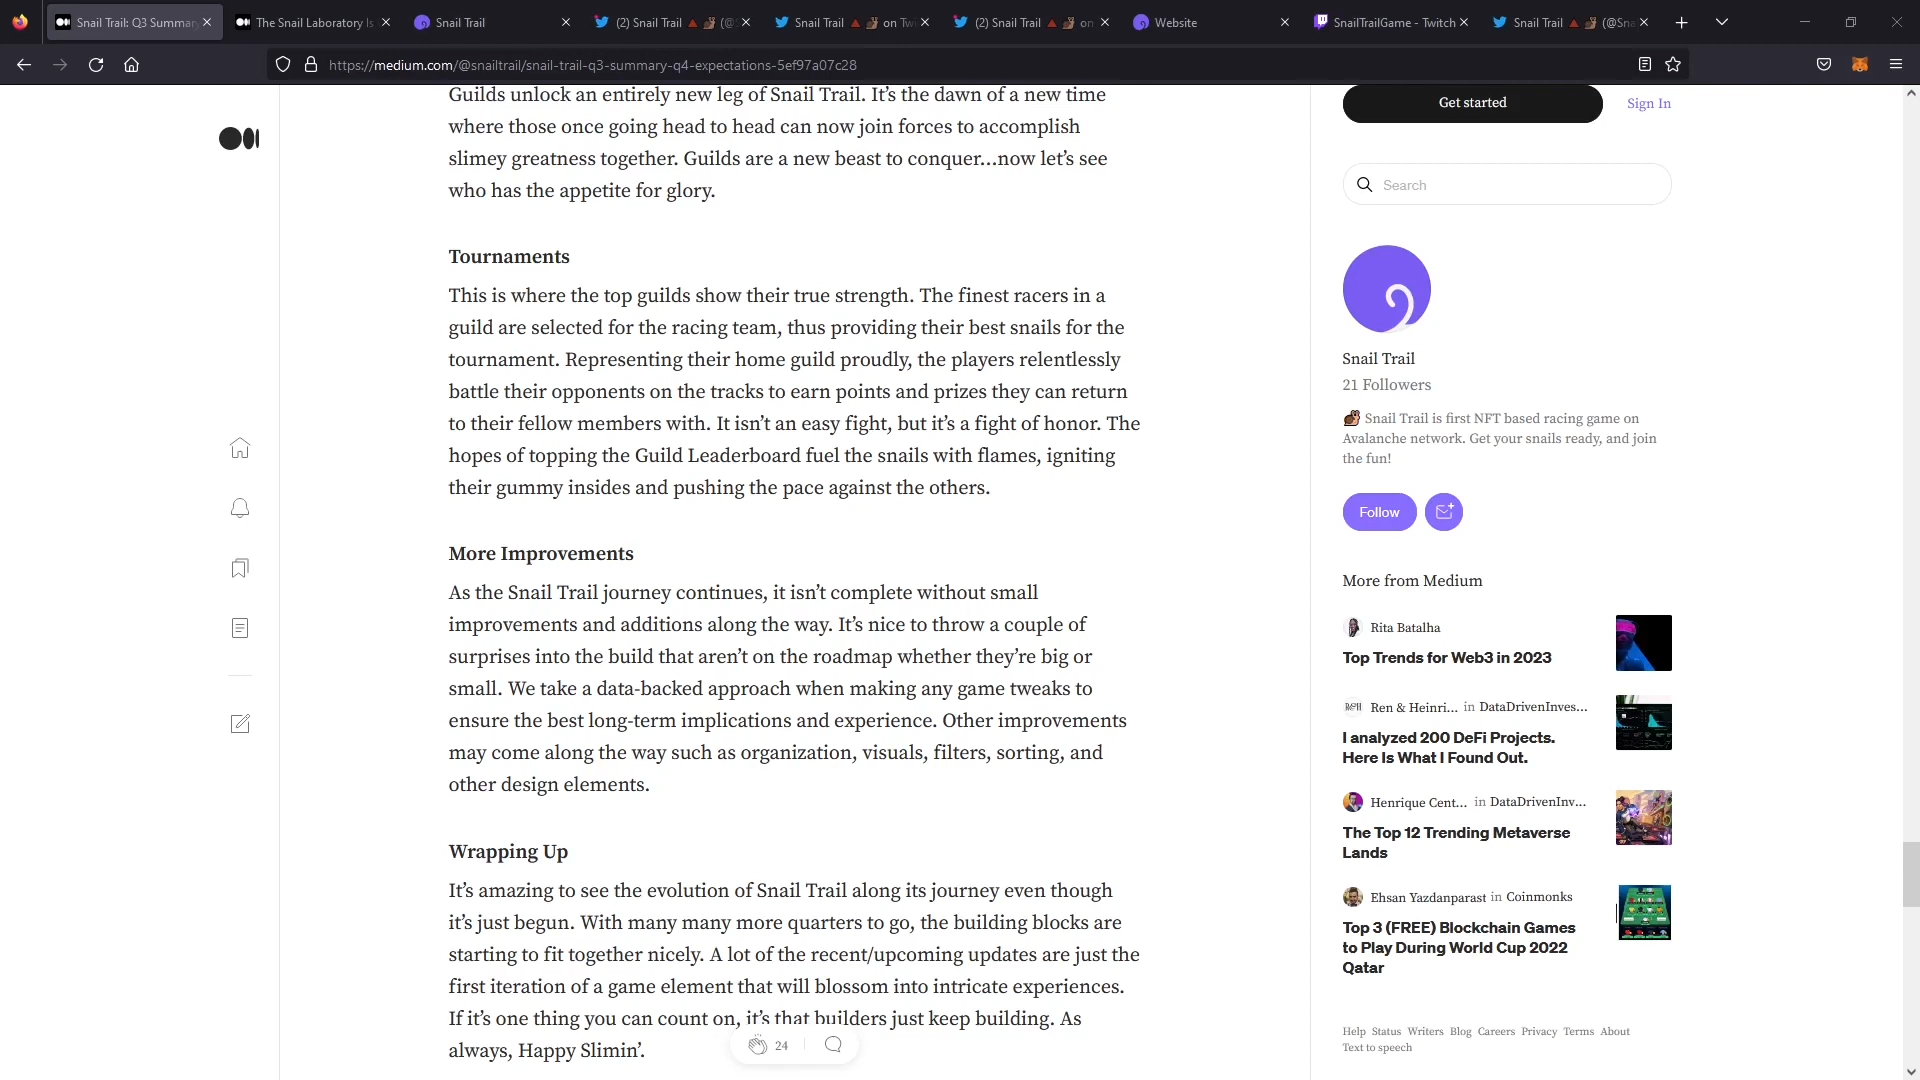 Snail Trail: Q3 Summary
The Snail Laboratory Is
Snail Trail
(2) Snail Trail
Snail Trail
on Twi
(2) Snail Trail
on
Website
SnailTrailGame - Twitch
Snail Trail
(@Sna
https://medium.com/@snailtrail/snail-trail-q3-summary-q4-expectations-5ef97a07c28
Guilds unlock an entirely new leg of Snail Trail. It’s the dawn of a new time
where those once going head to head can now join forces to accomplish
slimey greatness together. Guilds are a new beast to conquer…now let’s see
who has the appetite for glory.
Tournaments
This is where the top guilds show their true strength. The finest racers in a
guild are selected for the racing team, thus providing their best snails for the
tournament. Representing their home guild proudly, the players relentlessly
battle their opponents on the tracks to earn points and prizes they can return
to their fellow members with. It isn’t an easy fight, but it’s a fight of honor. The
hopes of topping the Guild Leaderboard fuel the snails with flames, igniting
their gummy insides and pushing the pace against the others.
More Improvements
As the Snail Trail journey continues, it isn’t complete without small
improvements and additions along the way. It’s nice to throw a couple of
surprises into the build that aren’t on the roadmap whether they’re big or
small. We take a data-backed approach when making any game tweaks to
ensure the best long-term implications and experience. Other improvements
may come along the way such as organization, visuals, filters, sorting, and
other design elements.
Wrapping Up
It’s amazing to see the evolution of Snail Trail along its journey even though
it’s just begun. With many many more quarters to go, the building blocks are
starting to fit together nicely. A lot of the recent/upcoming updates are just the
first iteration of a game element that will blossom into intricate experiences.
If it’s one thing you can count on, it’s that builders just keep building. As
always, Happy Slimin’.
24
Get started
Sign In
Search
Snail Trail
21 Followers
Snail Trail is first NFT based racing game on
Avalanche network. Get your snails ready, and join
the fun!
Follow
More from Medium
Rita Batalha
Top Trends for Web3 in 2023
Ren & Heinri... in DataDrivenInves...
I analyzed 200 DeFi Projects.
Here Is What I Found Out.
Henrique Cent... in DataDrivenInv...
The Top 12 Trending Metaverse
Lands
Ehsan Yazdanparast in Coinmonks
Top 3 (FREE) Blockchain Games
to Play During World Cup 2022
Qatar
Help Status Writers Blog Careers Privacy Terms About
Text to speech